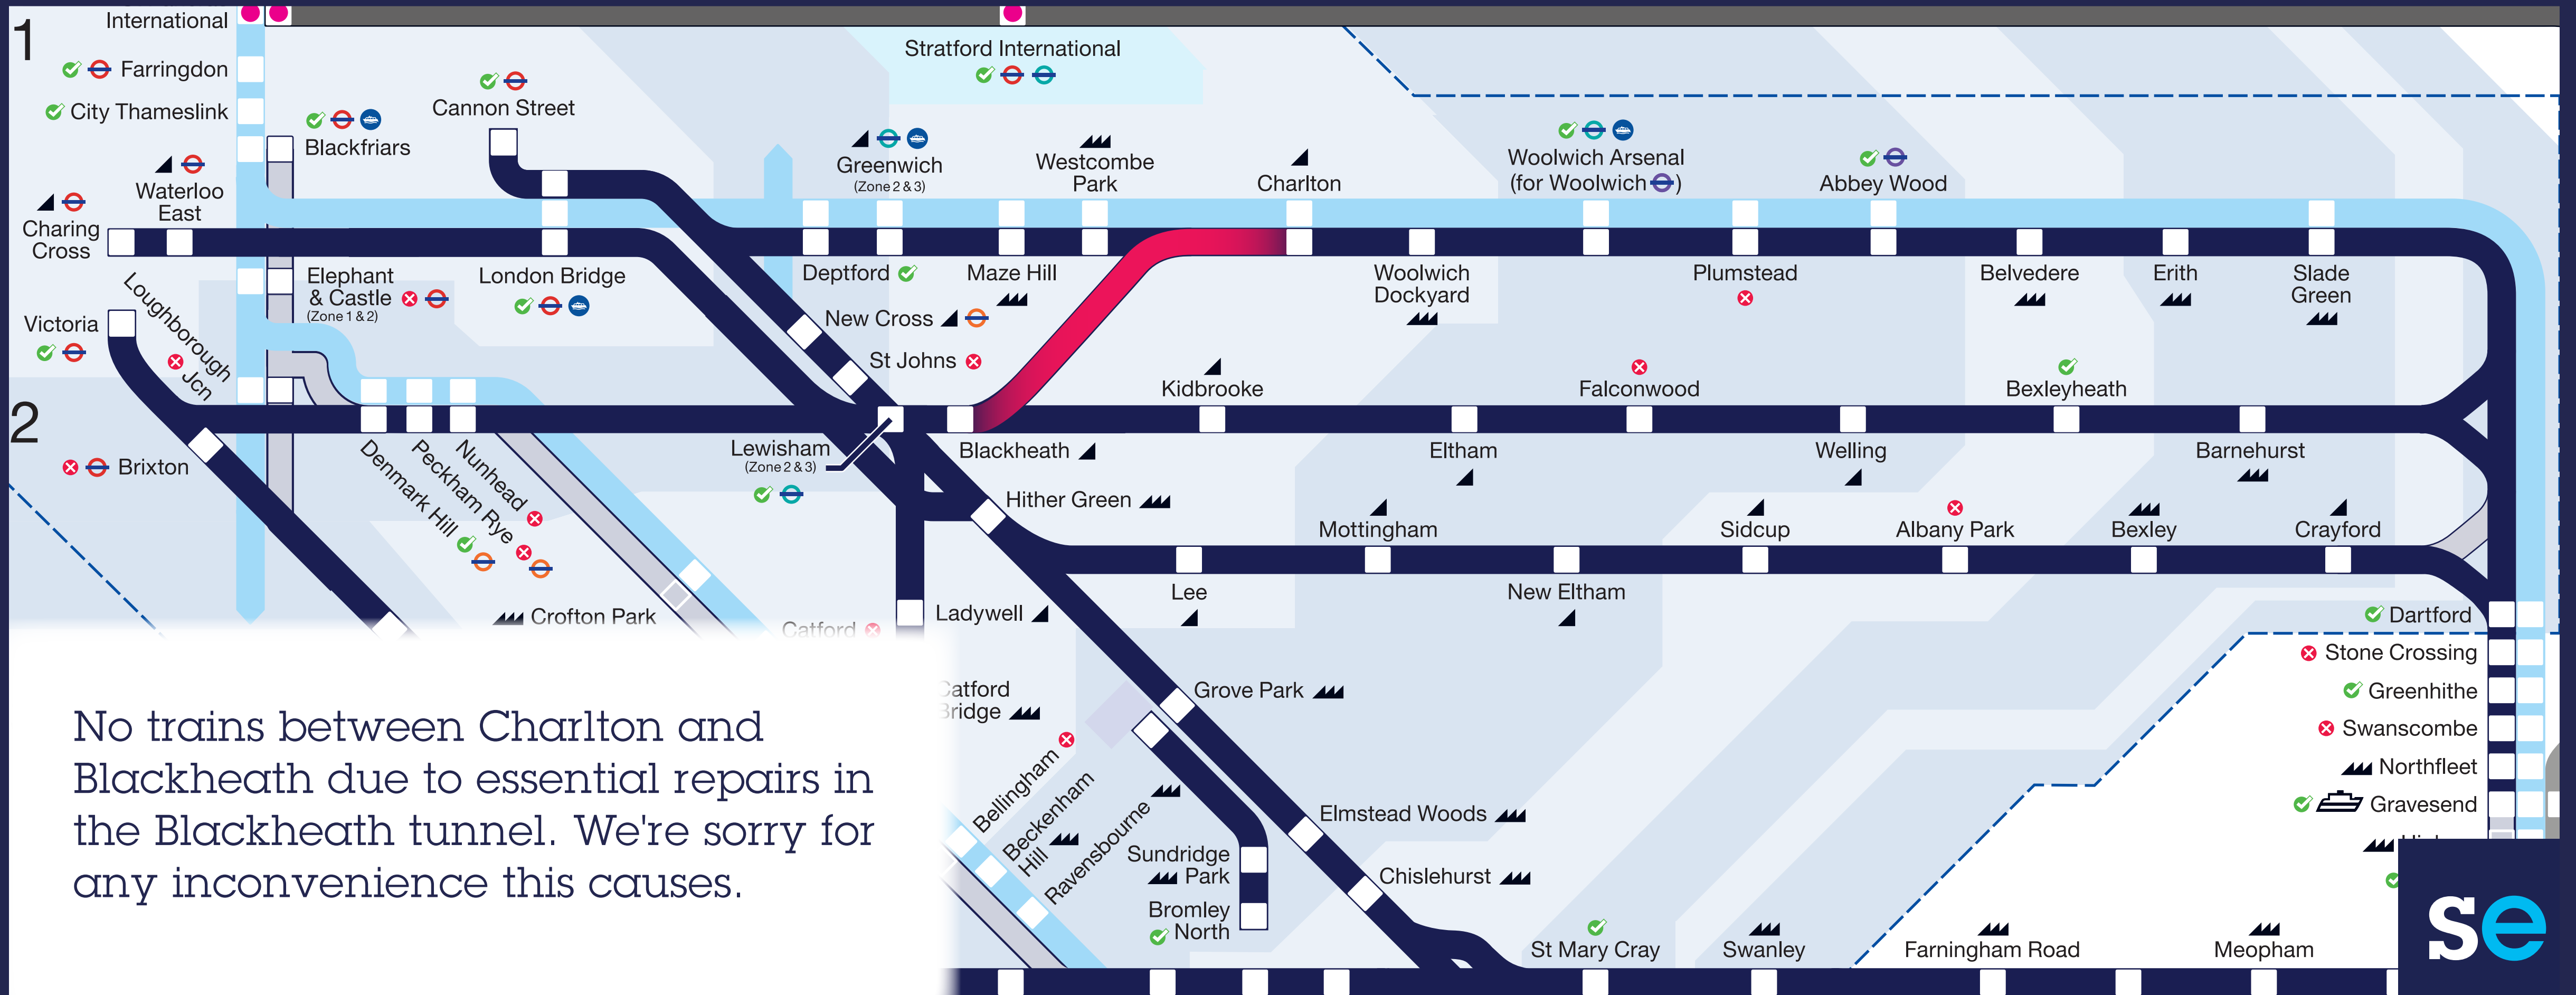 1
International
Farringdon
City Thameslink
Blackfriars
Cannon Street
Stratford International
Waterloo
East
Charing
Cross
Greenwich
(Zone 2 & 3)
Westcombe
Park
Charlton
Woolwich Arsenal
(for Woolwich )
Abbey Wood
Elephant
& Castle
(Zone 1 & 2)
London Bridge
Deptford
Maze Hill
Woolwich
Dockyard
Plumstead
Belvedere
Erith
Slade
Green
Victoria
Loughborough
Jcn
New Cross
St Johns
Kidbrooke
Falconwood
Bexleyheath
2
Brixton
Denmark Hill
Peckham Rye
Nunhead
Lewisham
(Zone 2 & 3)
Blackheath
Eltham
Welling
Barnehurst
Hither Green
Mottingham
Sidcup
Albany Park
Bexley
Crayford
Lee
New Eltham
Crofton Park
Catford
Ladywell
Dartford
Stone Crossing
Greenhithe
Swanscombe
Northfleet
Gravesend
Catford
Bridge
Grove Park
Bellingham
Beckenham
Hill
Ravensbourne
Elmstead Woods
Sundridge
Park
Chislehurst
Bromley
North
St Mary Cray
Swanley
Farningham Road
Meopham
No trains between Charlton and
Blackheath due to essential repairs in
the Blackheath tunnel. We're sorry for
any inconvenience this causes.
se